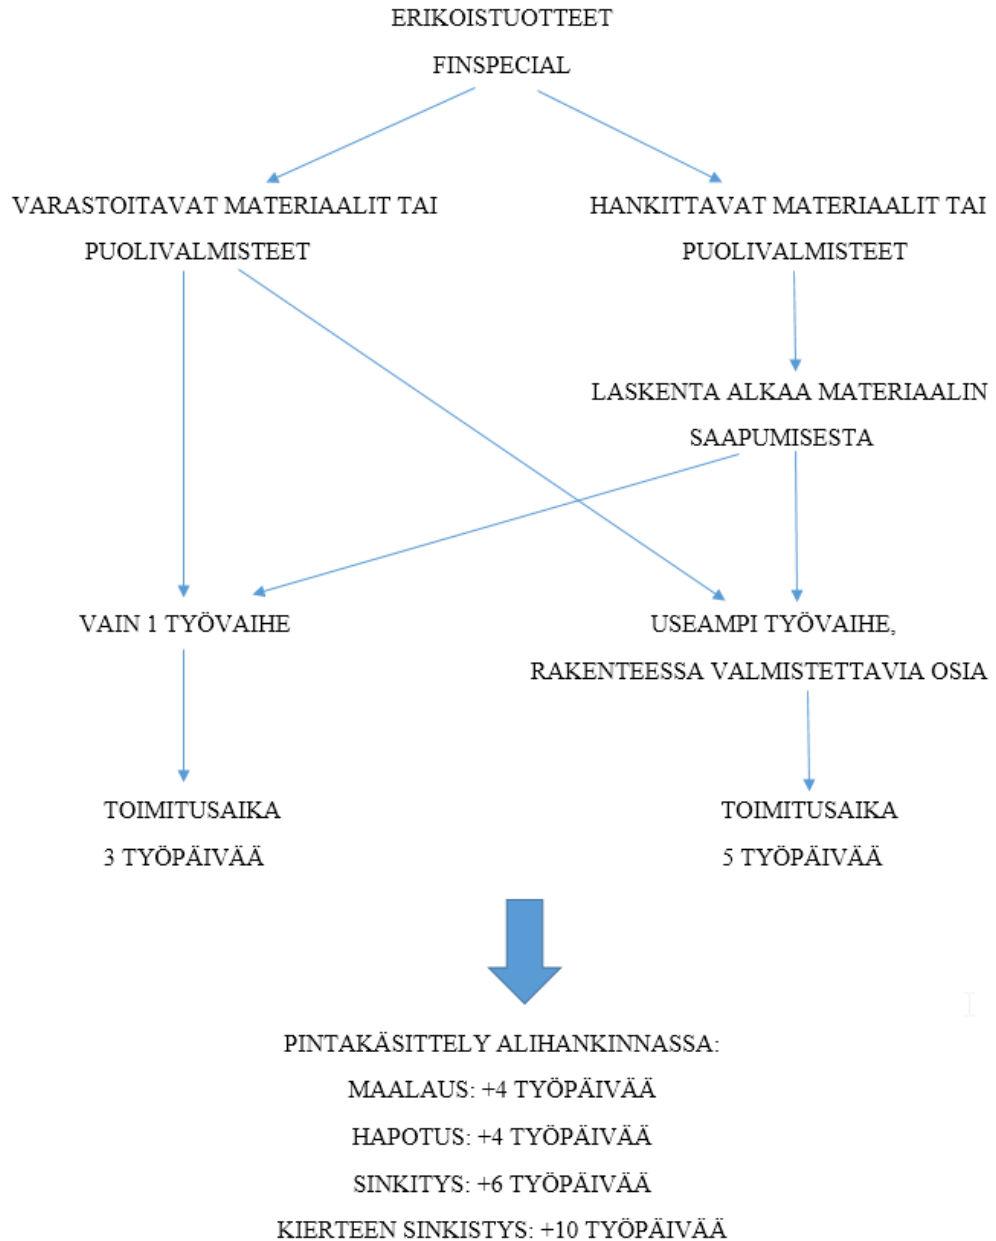 ERIKOISTUOTTEET
FINSPECIAL
VARASTOITAVAT MATERIAALIT TAI
PUOLIVALMISTEET
HANKITTAVAT MATERIAALIT TAI
PUOLIVALMISTEET
LASKENTA ALKAA MATERIAALIN
SAAPUMISESTA
VAIN 1 TYÖVAIHE
USEAMPI TYÖVAIHE,
RAKENTEESSA VALMISTETTAVIA OSIA
TOIMITUSAIKA
3 TYÖPÄIVÄÄ
TOIMITUSAIKA
5 TYÖPÄIVÄÄ
PINTAKÄSITTELY ALIHANKINNASSA:
MAALAUS: +4 TYÖPÄIVÄÄ
HAPOTUS: +4 TYÖPÄIVÄÄ
SINKITYS: +6 TYÖPÄIVÄÄ
KIERTEEN SINKISTYS: +10 TYÖPÄIVÄÄ